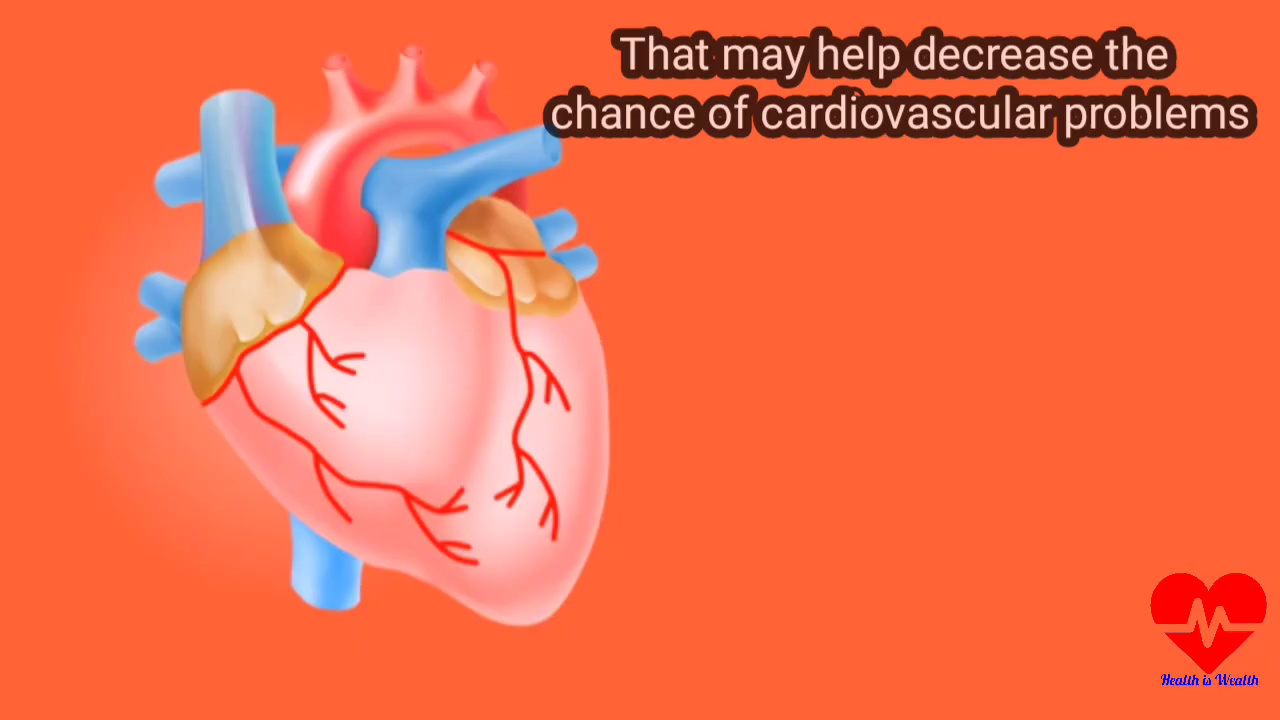 That may help decrease the
chance of cardiovascular problems
Health is Wealth